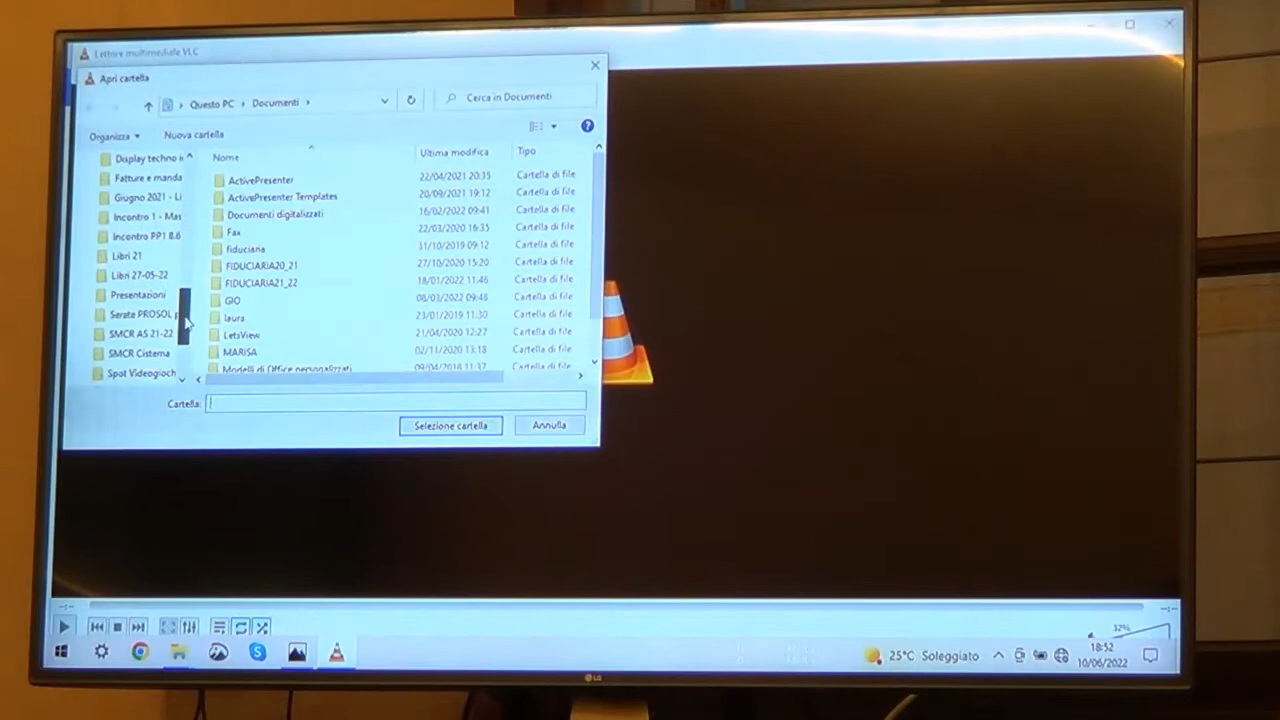 Lettore multimediale VLC
Apri cartella
Questo PC > Documenti >
Cerca in Documenti
Organizza
Nuova cartella
?
Nome
Ultima modifica
Tipo
Display techno
Fatture e manda
Giugno 2021 - Li
Incontro 1 - Mas
Incontro PP1 8.6
Libri 21
Libri 27-05-22
Presentazioni
Serate PROSOL
SMCR AS 21-22
SMCR Cisterna
Spot Videogioch
ActivePresenter 22/04/2021 20:35 Cartella di file
ActivePresenter Templates 20/09/2021 19:12 Cartella di file
Documenti digitalizzati 16/02/2022 09:41 Cartella di file
Fax 22/03/2020 16:35 Cartella di file
fiduciaria 31/10/2019 09:12 Cartella di file
FIDUCIARIA20_21 27/10/2020 15:20 Cartella di file
FIDUCIARIA21_22 18/01/2022 11:46 Cartella di file
GIO 08/03/2022 09:48 Cartella di file
laura 23/01/2019 11:30 Cartella di file
LetsView 21/04/2020 12:27 Cartella di file
MARISA 02/11/2020 13:18 Cartella di file
Modelli di Office personalizzati 09/04/2018 11:37 Cartella di file
Cartella:
Selezione cartella
Annulla
--:--
--:--
32%
25°C Soleggiato
18:52
10/06/2022
LG